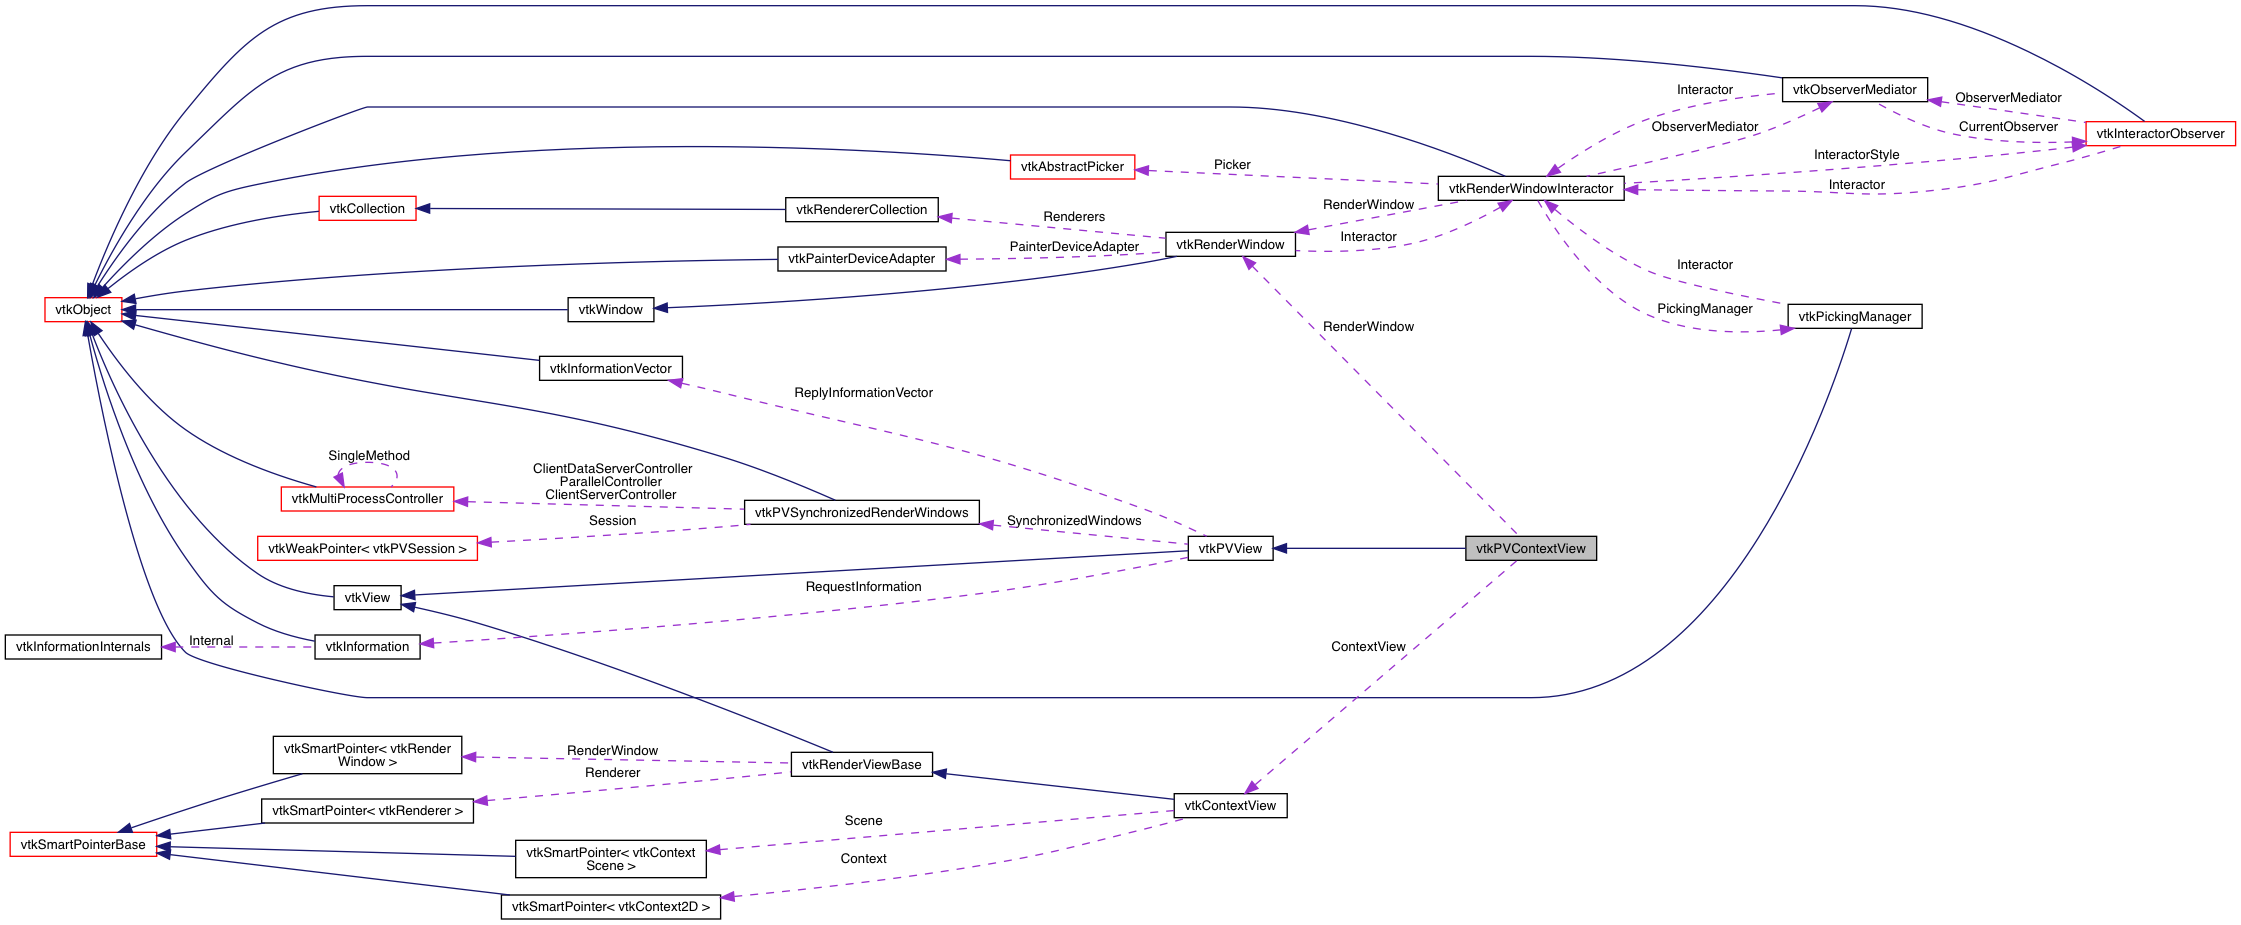 vtkObserverMediator
Interactor
ObserverMediator
ObserverMediator
CurrentObserver
vtkInteractorObserver
InteractorStyle
Interactor
vtkAbstractPicker
Picker
vtkRenderWindowInteractor
vtkCollection
vtkRendererCollection
Renderers
RenderWindow
Interactor
vtkRenderWindow
PainterDeviceAdapter
vtkPainterDeviceAdapter
Interactor
PickingManager
vtkPickingManager
vtkObject
vtkWindow
RenderWindow
vtkInformationVector
ReplyInformationVector
SingleMethod
vtkMultiProcessController
ClientDataServerController
ParallelController
ClientServerController
vtkPVSynchronizedRenderWindows
Session
SynchronizedWindows
vtkWeakPointer< vtkPVSession >
vtkPVView
vtkPVContextView
vtkView
RequestInformation
vtkInformationInternals
Internal
vtkInformation
ContextView
vtkSmartPointer< vtkRender
Window >
RenderWindow
Renderer
vtkRenderViewBase
vtkSmartPointer< vtkRenderer >
vtkContextView
vtkSmartPointerBase
Scene
vtkSmartPointer< vtkContext
Scene >
Context
vtkSmartPointer< vtkContext2D >